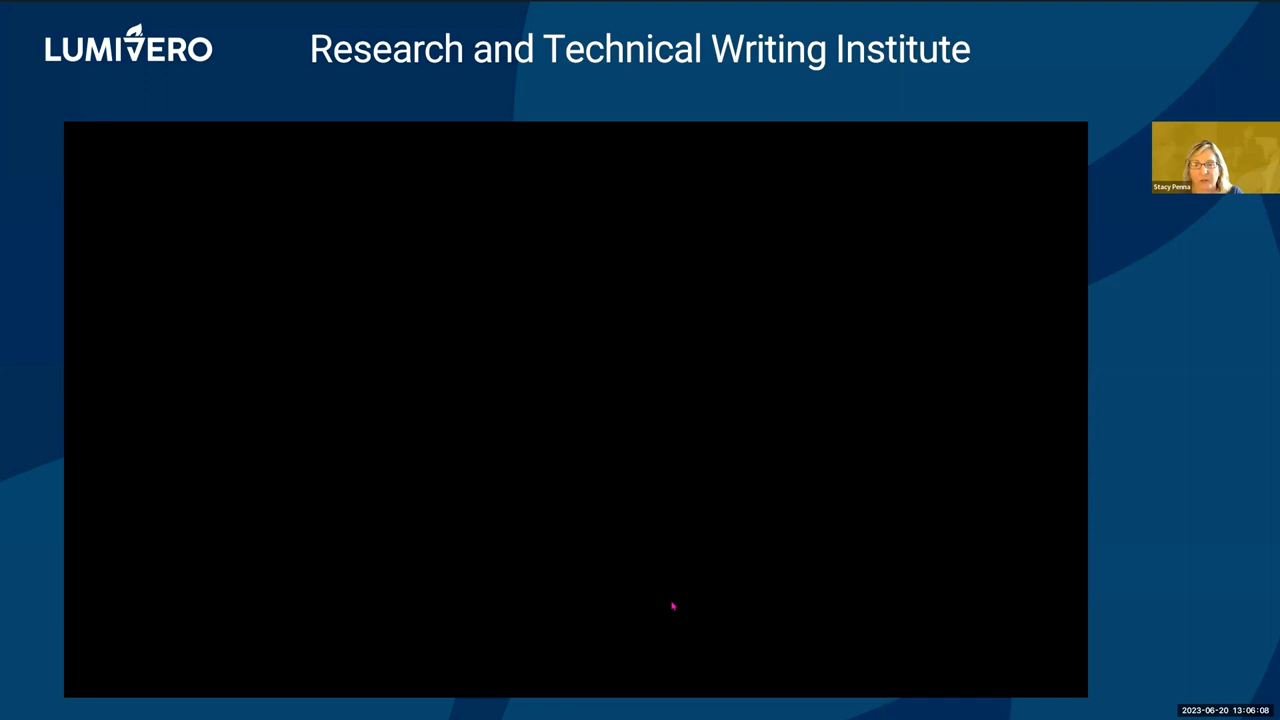 LUMIVERO
Research and Technical Writing Institute
Stacy Penna
2023-06-20 13:06:08